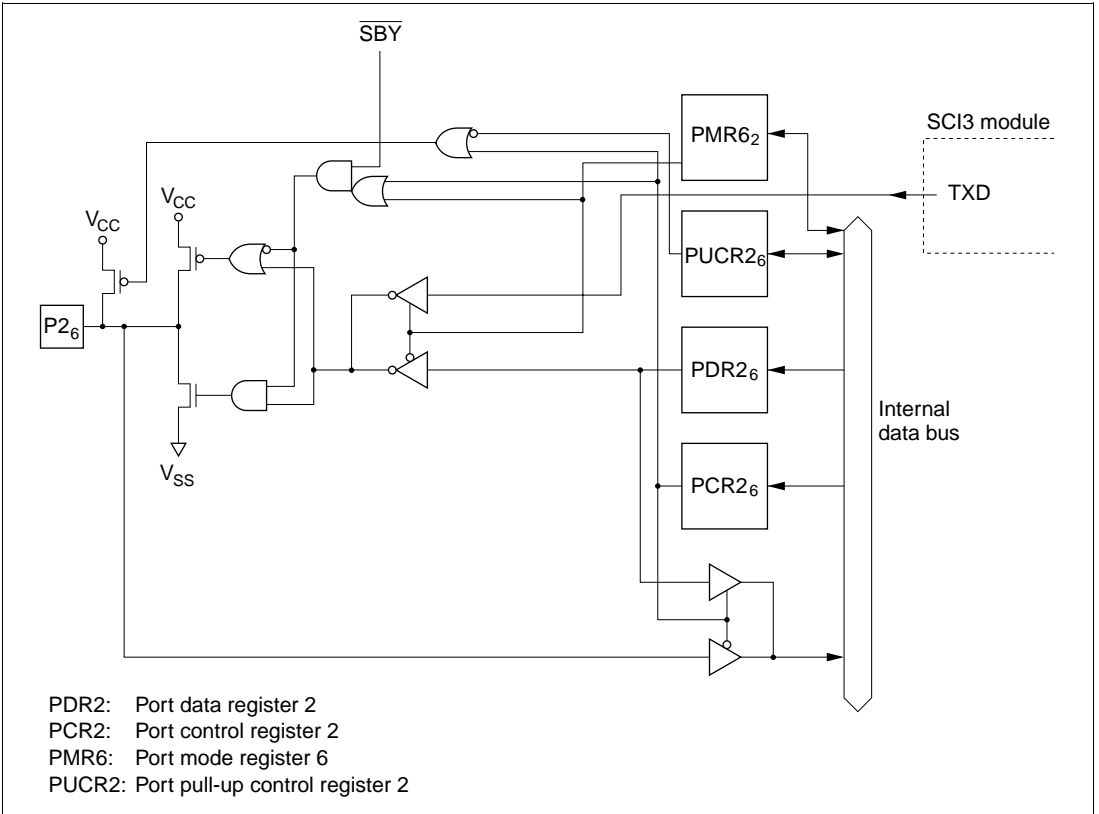 SBY
PMR6₂
SCI3 module
TXD
V_CC
V_CC
PUCR2₆
P2₆
PDR2₆
Internal
data bus
PCR2₆
V_SS
PDR2: Port data register 2
PCR2: Port control register 2
PMR6: Port mode register 6
PUCR2: Port pull-up control register 2